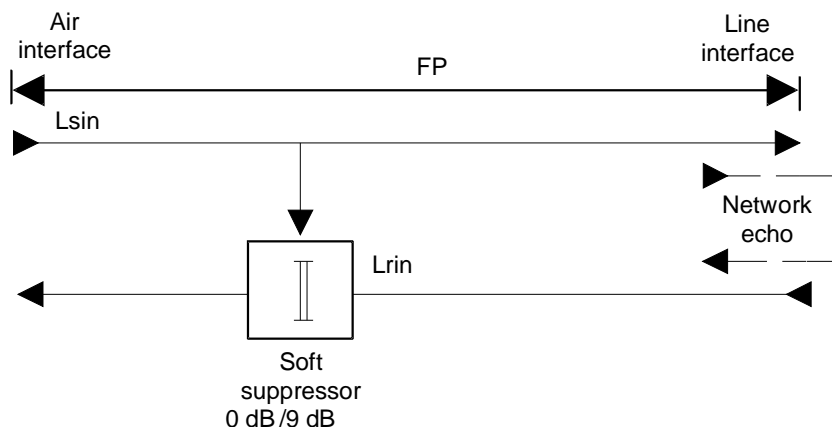 Air
interface
Line
interface
FP
Lsin
Network
echo
Lrin
Soft
suppressor
0 dB/9 dB